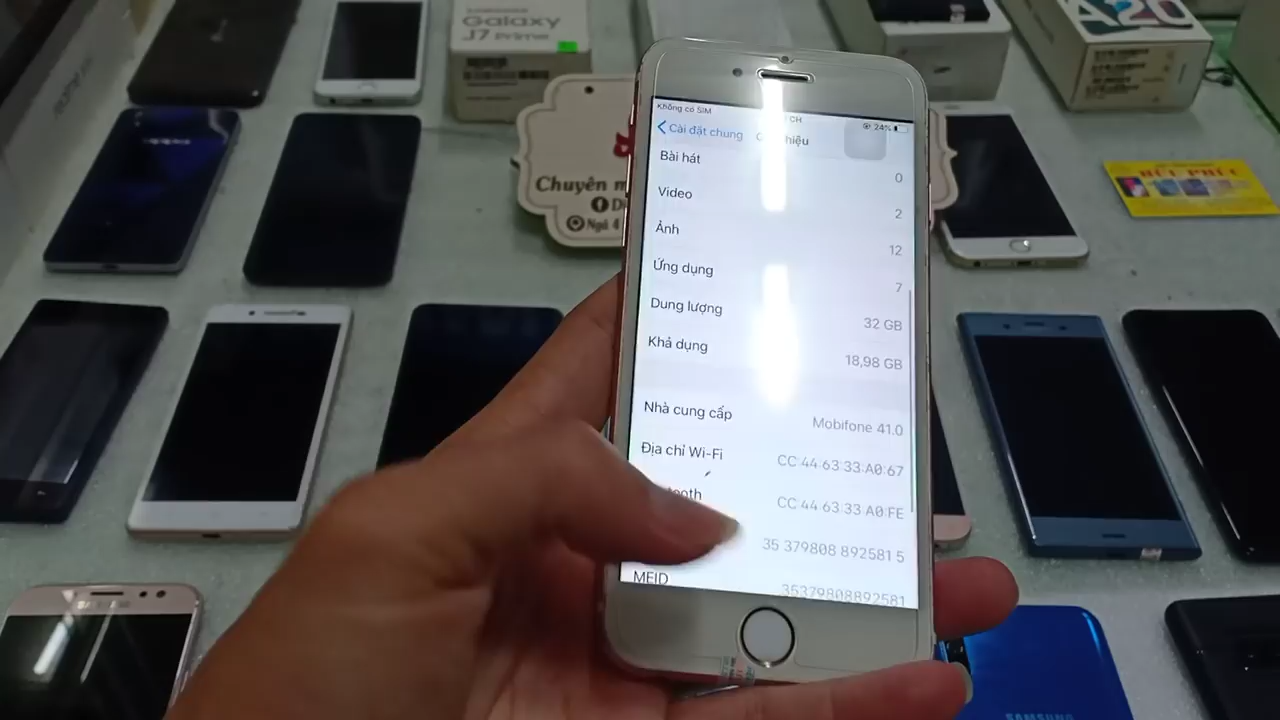 Galaxy
J7 Prime
A20
OPPO
Chuyên
Ngã 4
Không có SIM
24%
Cài đặt chung
Bài hát 0
Video 2
Ảnh 12
Ứng dụng 7
Dung lượng 32 GB
Khả dụng 18,98 GB
Nhà cung cấp Mobifone 41.0
Địa chỉ Wi-Fi CC:44:63:33:A0:67
CC:44:63:33:A0:FE
35 379808 892581 5
MEID 35379808892581
SAMSUNG